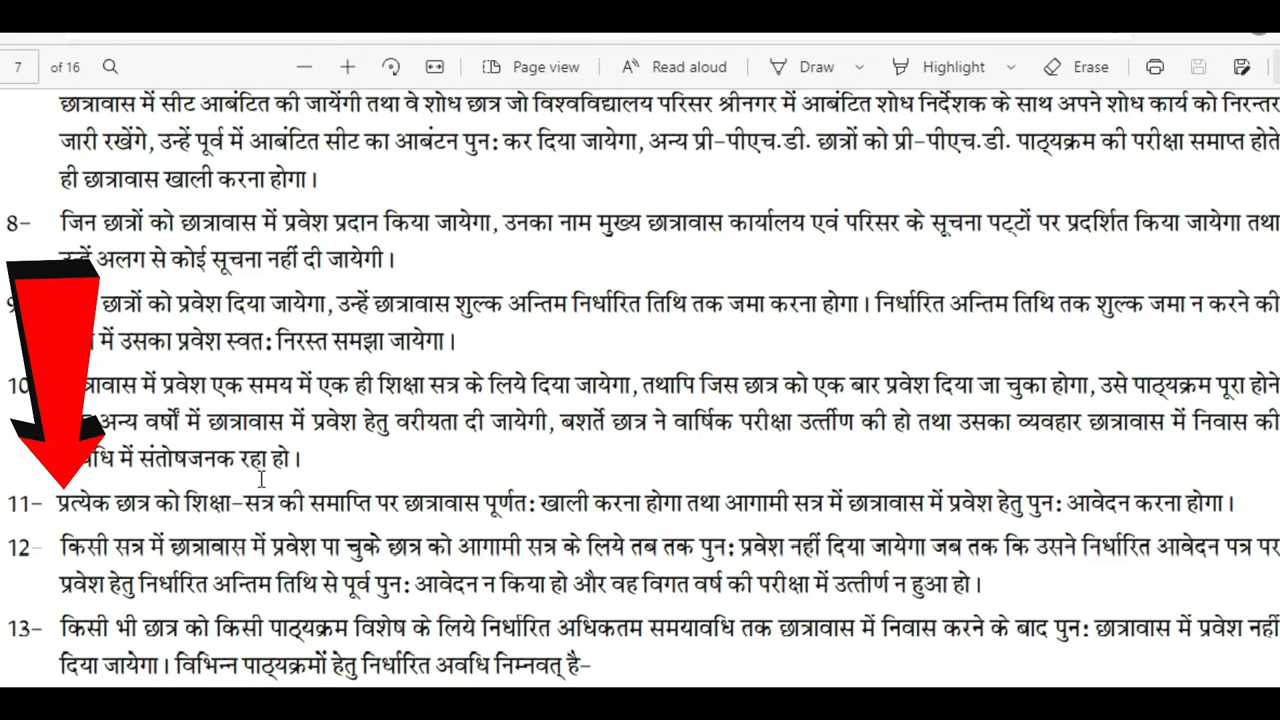 7 of 16 Page view Read aloud Draw Highlight Erase
छात्रावास में सीट आबंटित की जायेंगी तथा वे शोध छात्र जो विश्वविद्यालय परिसर श्रीनगर में आबंटित शोध निर्देशक के साथ अपने शोध कार्य को निरन्तर
जारी रखेंगे, उन्हें पूर्व में आबंटित सीट का आबंटन पुन: कर दिया जायेगा, अन्य प्री-पीएच.डी. छात्रों को प्री-पीएच.डी. पाठ्यक्रम की परीक्षा समाप्त होते
ही छात्रावास खाली करना होगा।
8- जिन छात्रों को छात्रावास में प्रवेश प्रदान किया जायेगा, उनका नाम मुख्य छात्रावास कार्यालय एवं परिसर के सूचना पट्टों पर प्रदर्शित किया जायेगा तथा
उन्हें अलग से कोई सूचना नहीं दी जायेगी।
छात्रों को प्रवेश दिया जायेगा, उन्हें छात्रावास शुल्क अन्तिम निर्धारित तिथि तक जमा करना होगा। निर्धारित अन्तिम तिथि तक शुल्क जमा न करने की
में उसका प्रवेश स्वत: निरस्त समझा जायेगा।
10 में प्रवेश एक समय में एक ही शिक्षा सत्र के लिये दिया जायेगा, तथापि जिस छात्र को एक बार प्रवेश दिया जा चुका होगा, उसे पाठ्यक्रम पूरा होने
अन्य वर्षों में छात्रावास में प्रवेश हेतु वरीयता दी जायेगी, बशर्ते छात्र ने वार्षिक परीक्षा उर्त्तीण की हो तथा उसका व्यवहार छात्रावास में निवास की
में संतोषजनक रहा हो।
11- प्रत्येक छात्र को शिक्षा-सत्र की समाप्ति पर छात्रावास पूर्णत: खाली करना होगा तथा आगामी सत्र में छात्रावास में प्रवेश हेतु पुन: आवेदन करना होगा।
12- किसी सत्र में छात्रावास में प्रवेश पा चुके छात्र को आगामी सत्र के लिये तब तक पुन: प्रवेश नहीं दिया जायेगा जब तक कि उसने निर्धारित आवेदन पत्र पर
प्रवेश हेतु निर्धारित अन्तिम तिथि से पूर्व पुन: आवेदन न किया हो और वह विगत वर्ष की परीक्षा में उत्तीर्ण न हुआ हो।
13- किसी भी छात्र को किसी पाठ्यक्रम विशेष के लिये निर्धारित अधिकतम समयावधि तक छात्रावास में निवास करने के बाद पुन: छात्रावास में प्रवेश नहीं
दिया जायेगा। विभिन्न पाठ्यक्रमों हेतु निर्धारित अवधि निम्नवत् है-